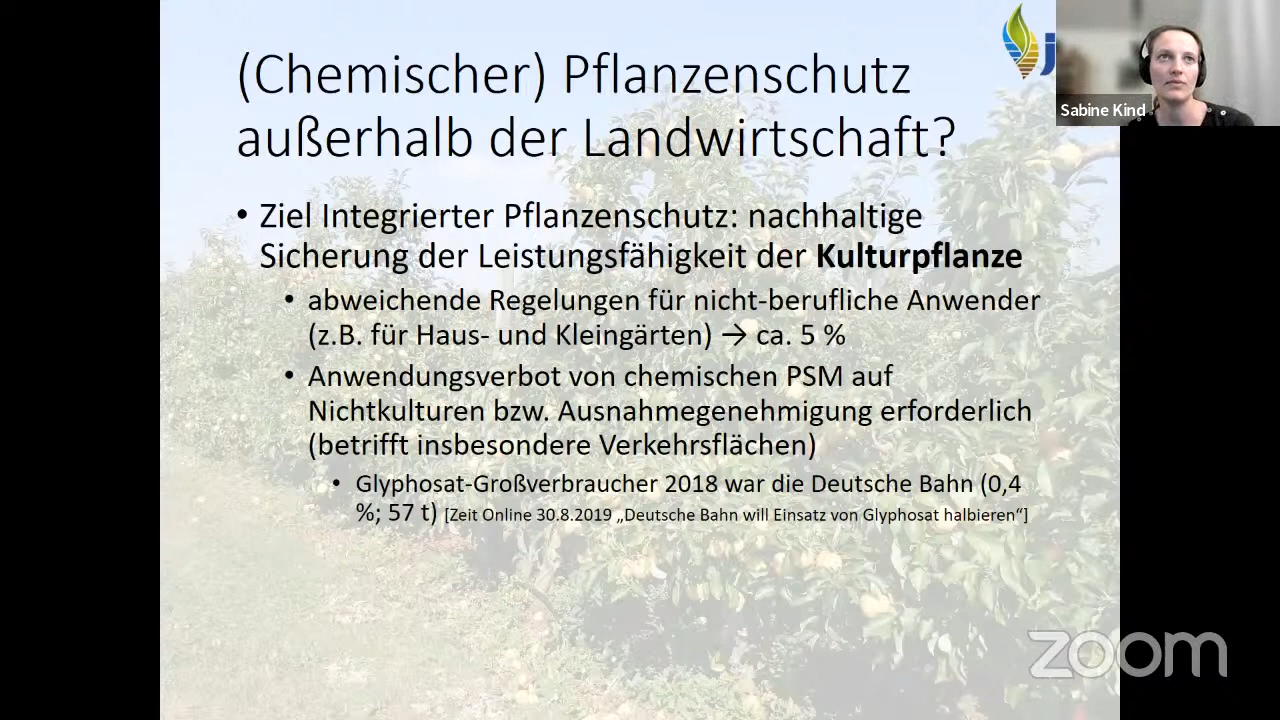 (Chemischer) Pflanzenschutz
außerhalb der Landwirtschaft?
• Ziel Integrierter Pflanzenschutz: nachhaltige
Sicherung der Leistungsfähigkeit der Kulturpflanze
• abweichende Regelungen für nicht-berufliche Anwender
(z.B. für Haus- und Kleingärten) → ca. 5 %
• Anwendungsverbot von chemischen PSM auf
Nichtkulturen bzw. Ausnahmegenehmigung erforderlich
(betrifft insbesondere Verkehrsflächen)
• Glyphosat-Großverbraucher 2018 war die Deutsche Bahn (0,4
%; 57 t) [Zeit Online 30.8.2019 „Deutsche Bahn will Einsatz von Glyphosat halbieren“]
Sabine Kind
zoom